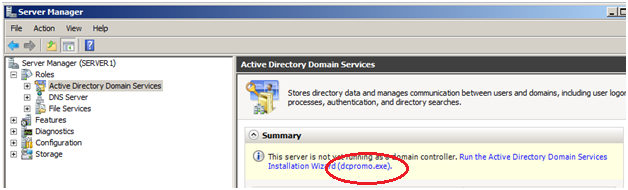 Server Manager
File Action View Help
Server Manager (SERVER1)
Roles
Active Directory Domain Services
DNS Server
File Services
Features
Diagnostics
Configuration
Storage
Active Directory Domain Services
Stores directory data and manages communication between users and domains, including user logon
processes, authentication, and directory searches.
Summary
This server is not yet running as a domain controller. Run the Active Directory Domain Services
Installation Wizard (dcpromo.exe).